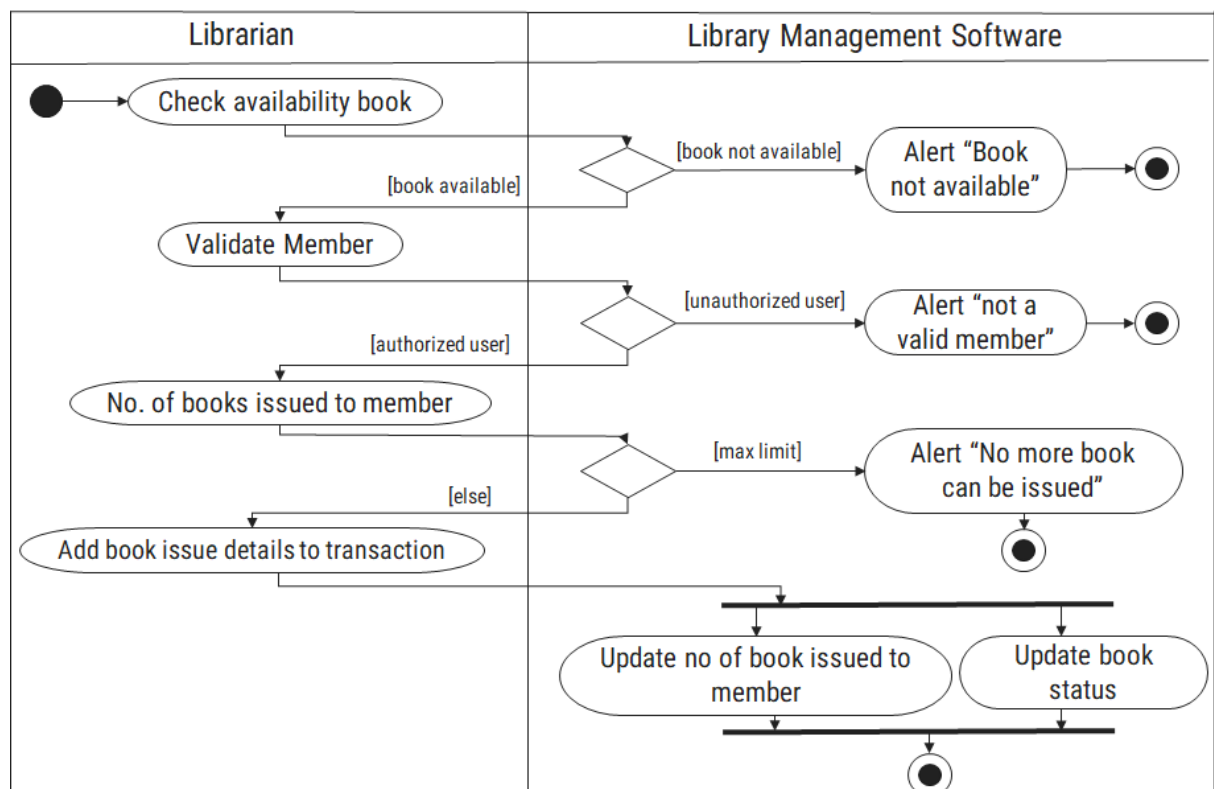 Librarian
Library Management Software
Check availability book
[book not available]
Alert “Book
not available”
[book available]
Validate Member
[unauthorized user]
Alert “not a
valid member”
[authorized user]
No. of books issued to member
[max limit]
Alert “No more book
can be issued”
[else]
Add book issue details to transaction
Update no of book issued to
member
Update book
status